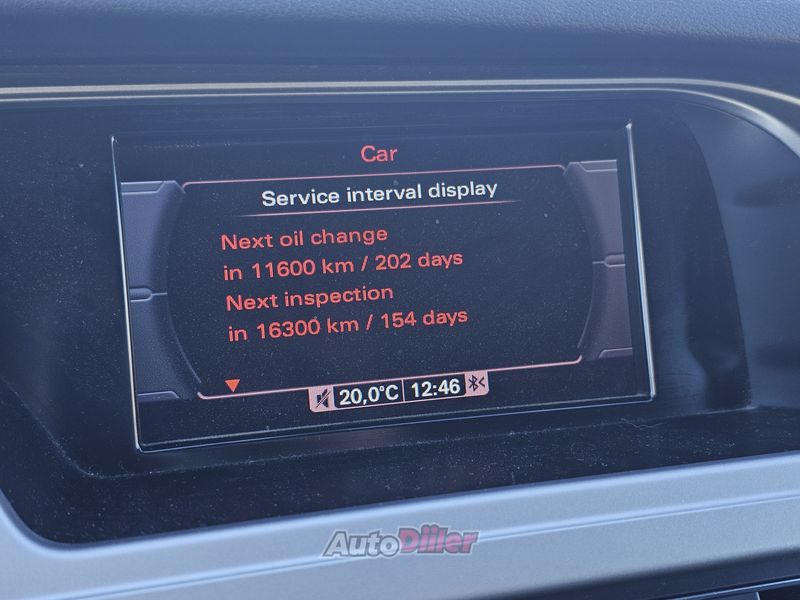 Car
Service interval display
Next oil change
in 11600 km / 202 days
Next inspection
in 16300 km / 154 days
20,0°C 12:46
AutoDiller